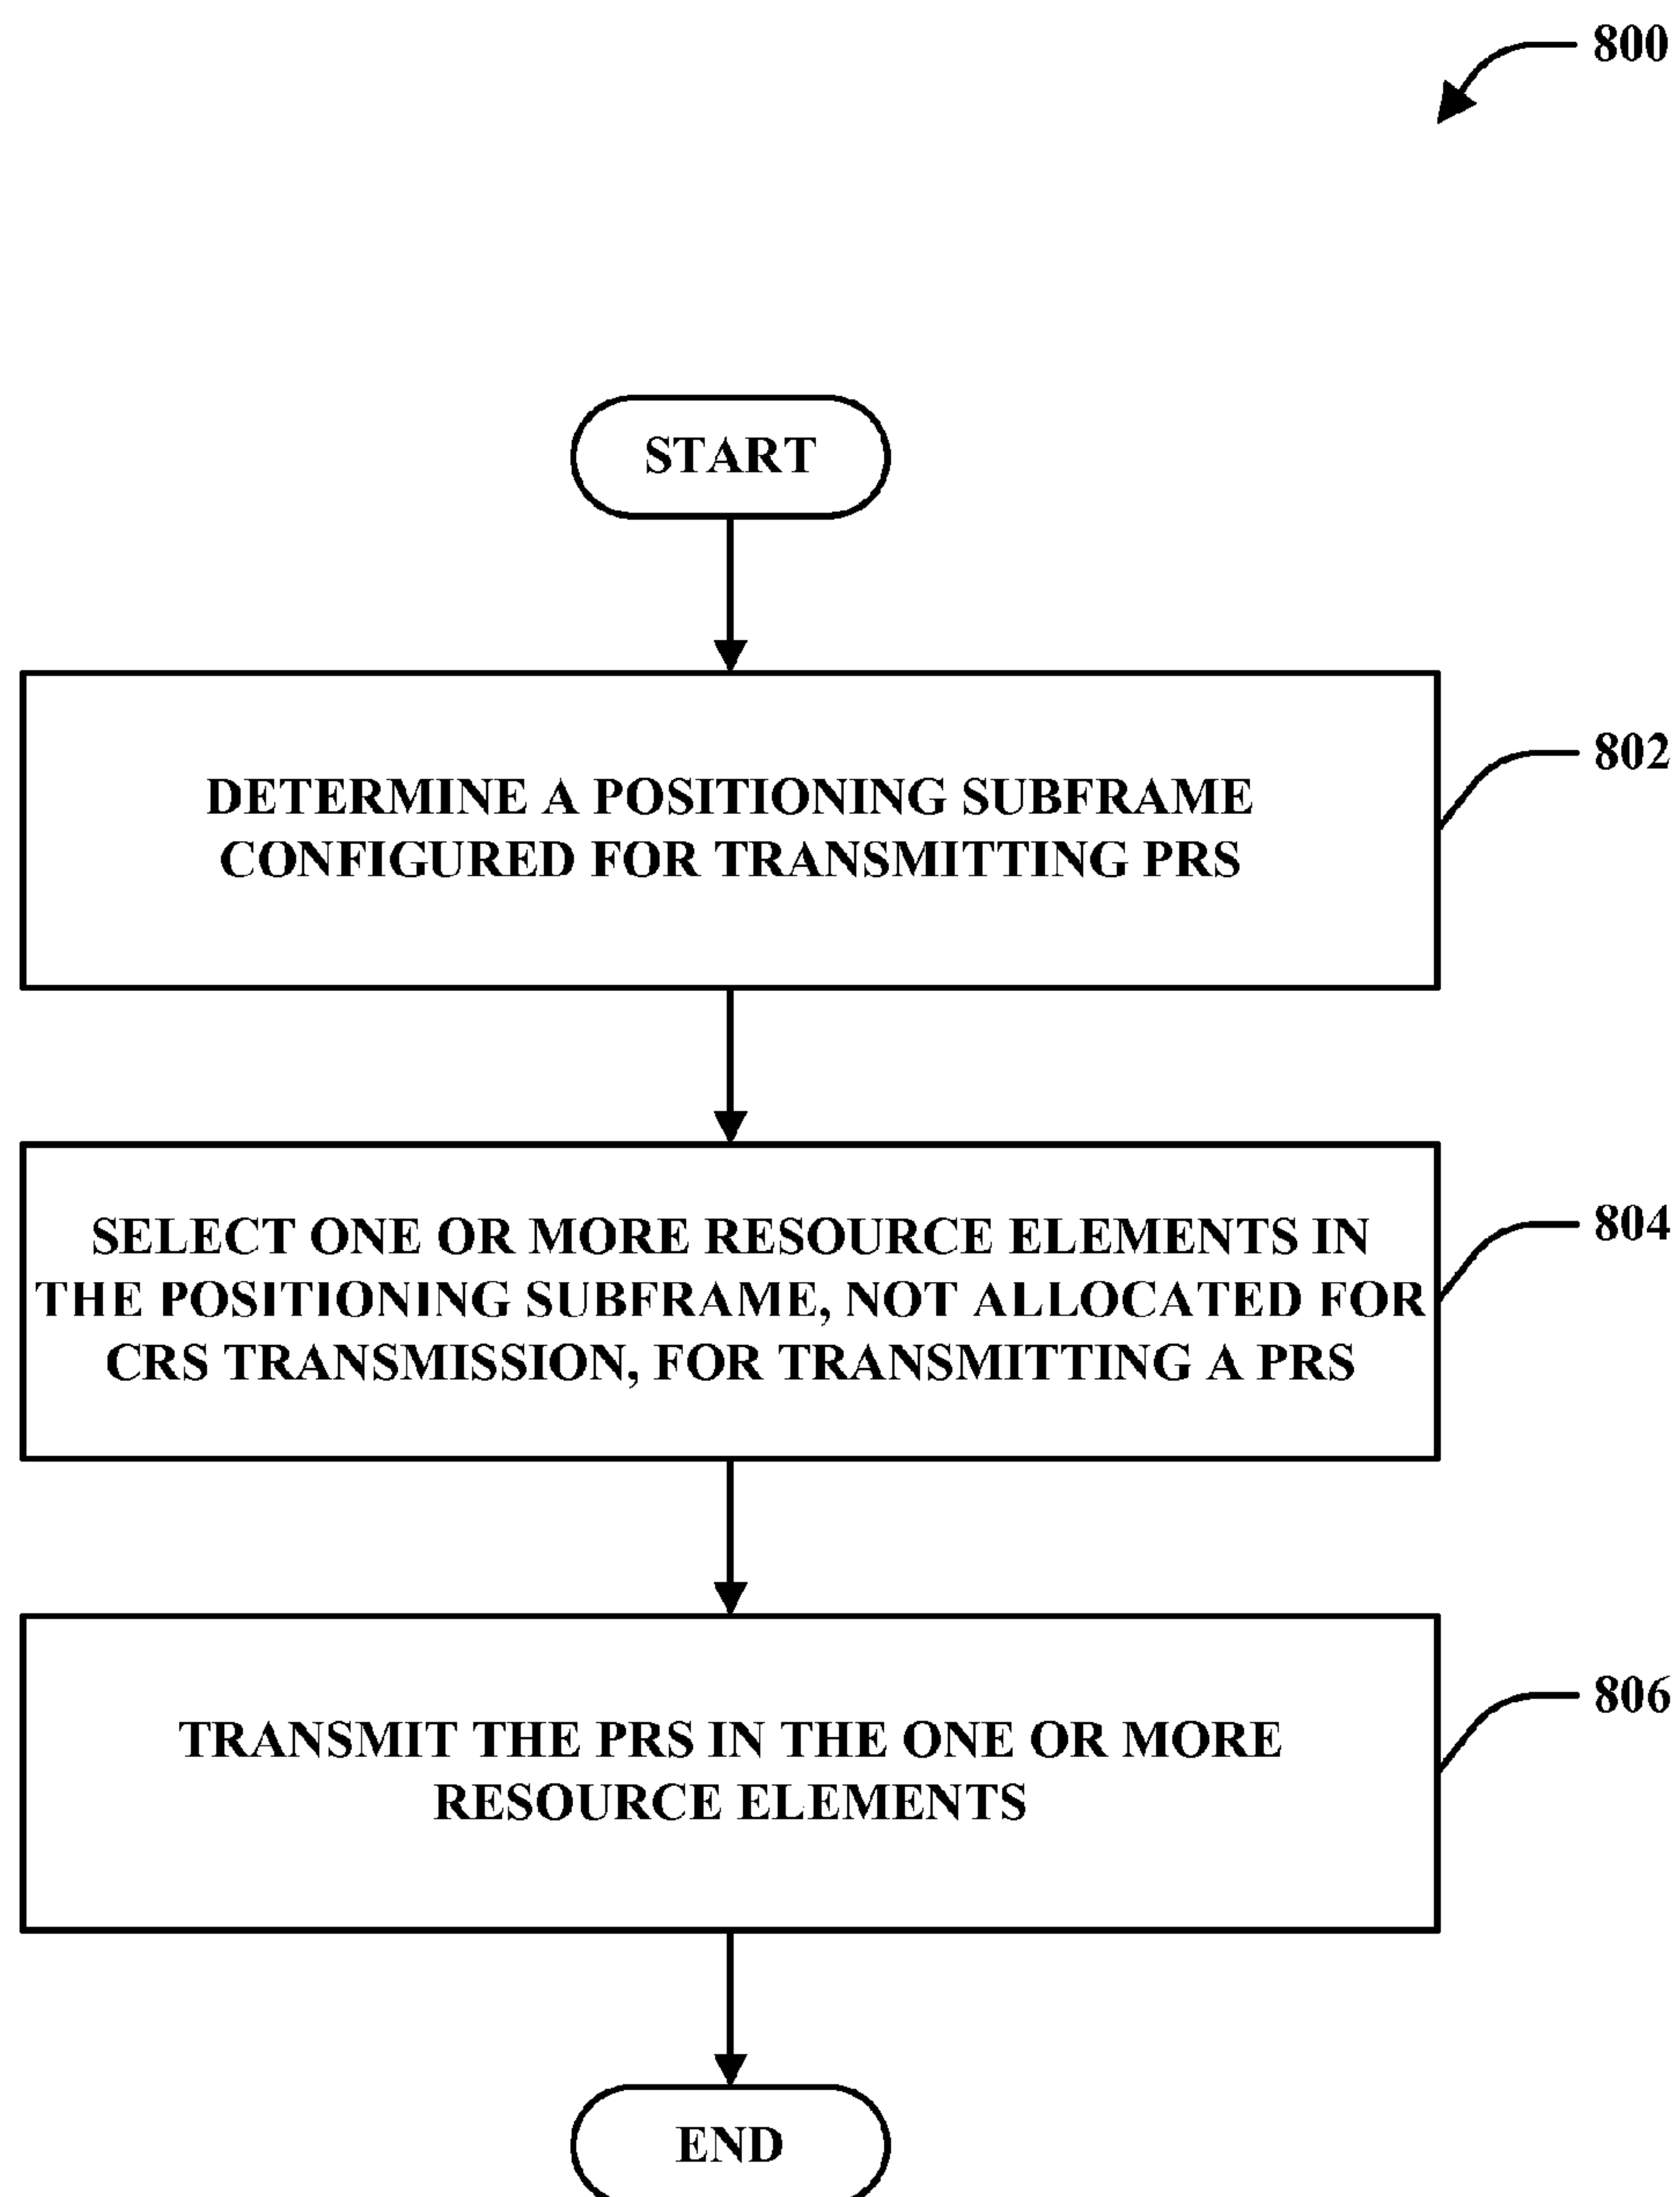 800
START
DETERMINE A POSITIONING SUBFRAME
CONFIGURED FOR TRANSMITTING PRS
802
SELECT ONE OR MORE RESOURCE ELEMENTS IN
THE POSITIONING SUBFRAME, NOT ALLOCATED FOR
CRS TRANSMISSION, FOR TRANSMITTING A PRS
804
TRANSMIT THE PRS IN THE ONE OR MORE
RESOURCE ELEMENTS
806
END